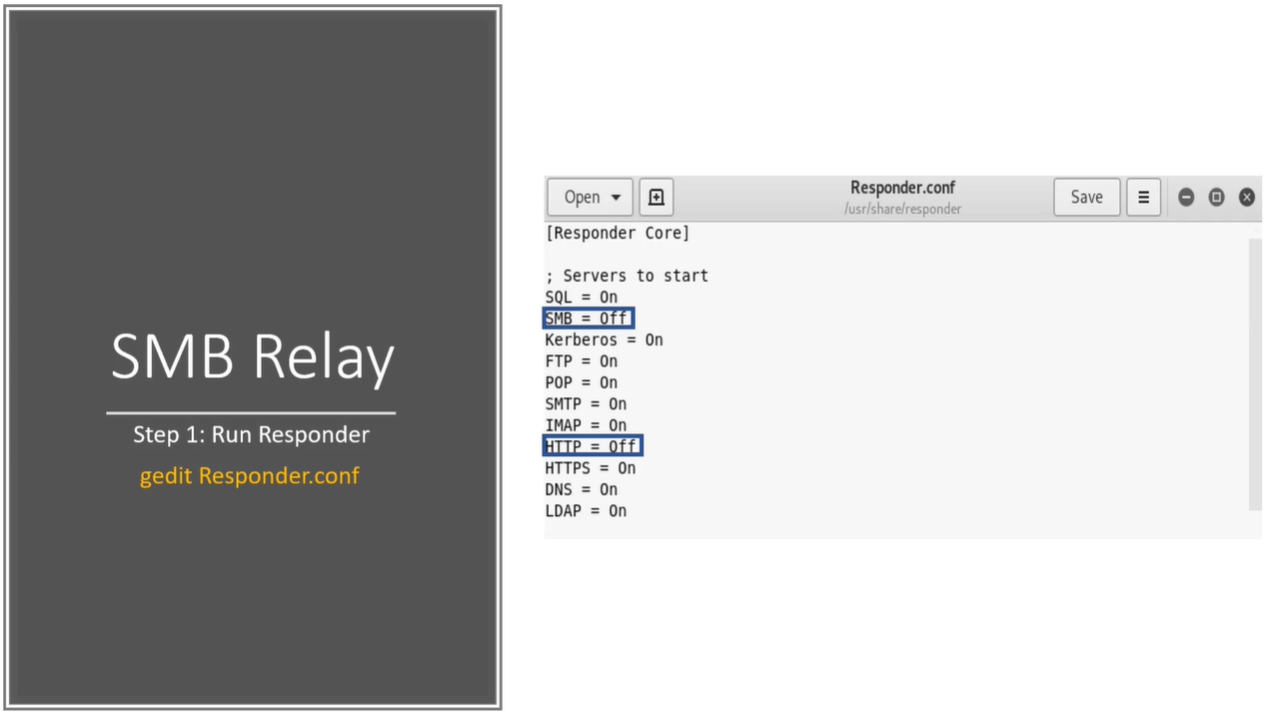 SMB Relay
Step 1: Run Responder
gedit Responder.conf
Open
Responder.conf
/usr/share/responder
Save
[Responder Core]
; Servers to start
SQL = On
SMB = Off
Kerberos = On
FTP = On
POP = On
SMTP = On
IMAP = On
HTTP = Off
HTTPS = On
DNS = On
LDAP = On